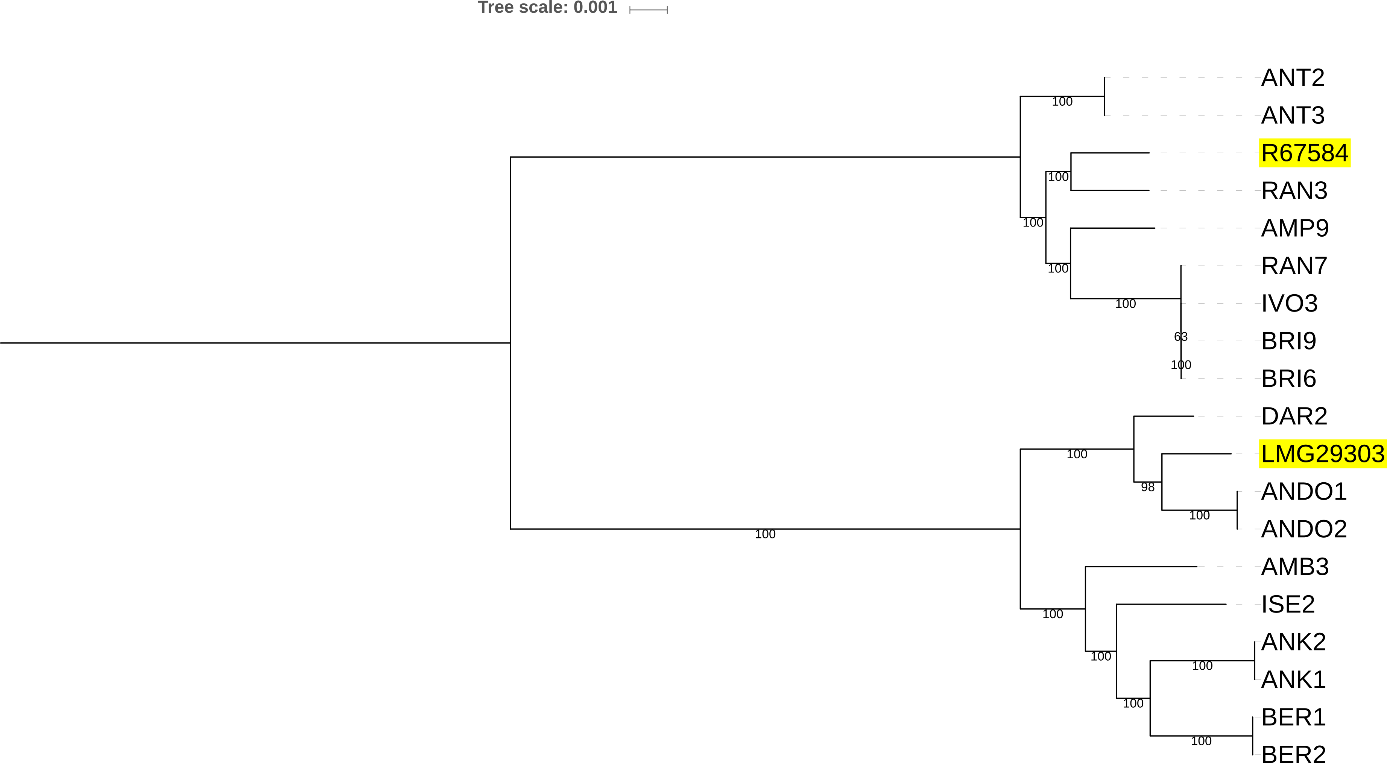 Tree scale: 0.001
ANT2
100
ANT3
R67584
100
RAN3
100
AMP9
100
RAN7
IVO3
100
BRI9
63
100
BRI6
DAR2
100
LMG29303
98
ANDO1
100
ANDO2
100
AMB3
ISE2
100
ANK2
100
100
ANK1
100
BER1
100
BER2